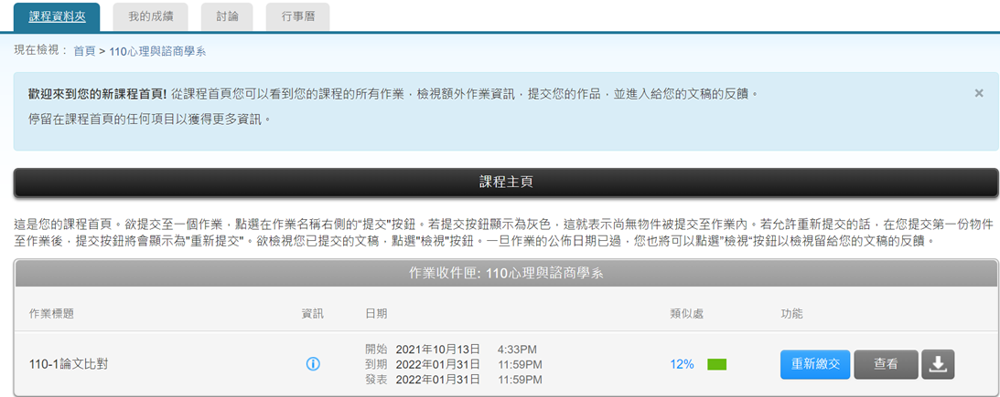 課程資料夾 我的成績 討論 行事曆
現在檢視： 首頁 > 110心理與諮商學系
歡迎來到您的新課程首頁! 從課程首頁您可以看到您的課程的所有作業，檢視額外作業資訊，提交您的作品，並進入給您的文稿的反饋。 ×
停留在課程首頁的任何項目以獲得更多資訊。
課程主頁
這是您的課程首頁。欲提交至一個作業，點選在作業名稱右側的“提交"按鈕。若提交按鈕顯示為灰色，這就表示尚無物件被提交至作業內。若允許重新提交的話，在您提交第一份物件
至作業後，提交按鈕將會顯示為"重新提交"。欲檢視您已提交的文稿，點選"檢視"按鈕。一旦作業的公佈日期已過，您也將可以點選”檢視“按鈕以檢視留給您的文稿的反饋。
作業收件匣: 110心理與諮商學系
作業標題 資訊 日期 類似處 功能
開始 2021年10月13日 4:33PM
110-1論文比對 到期 2022年01月31日 11:59PM 12% 重新繳交 查看
發表 2022年01月31日 11:59PM